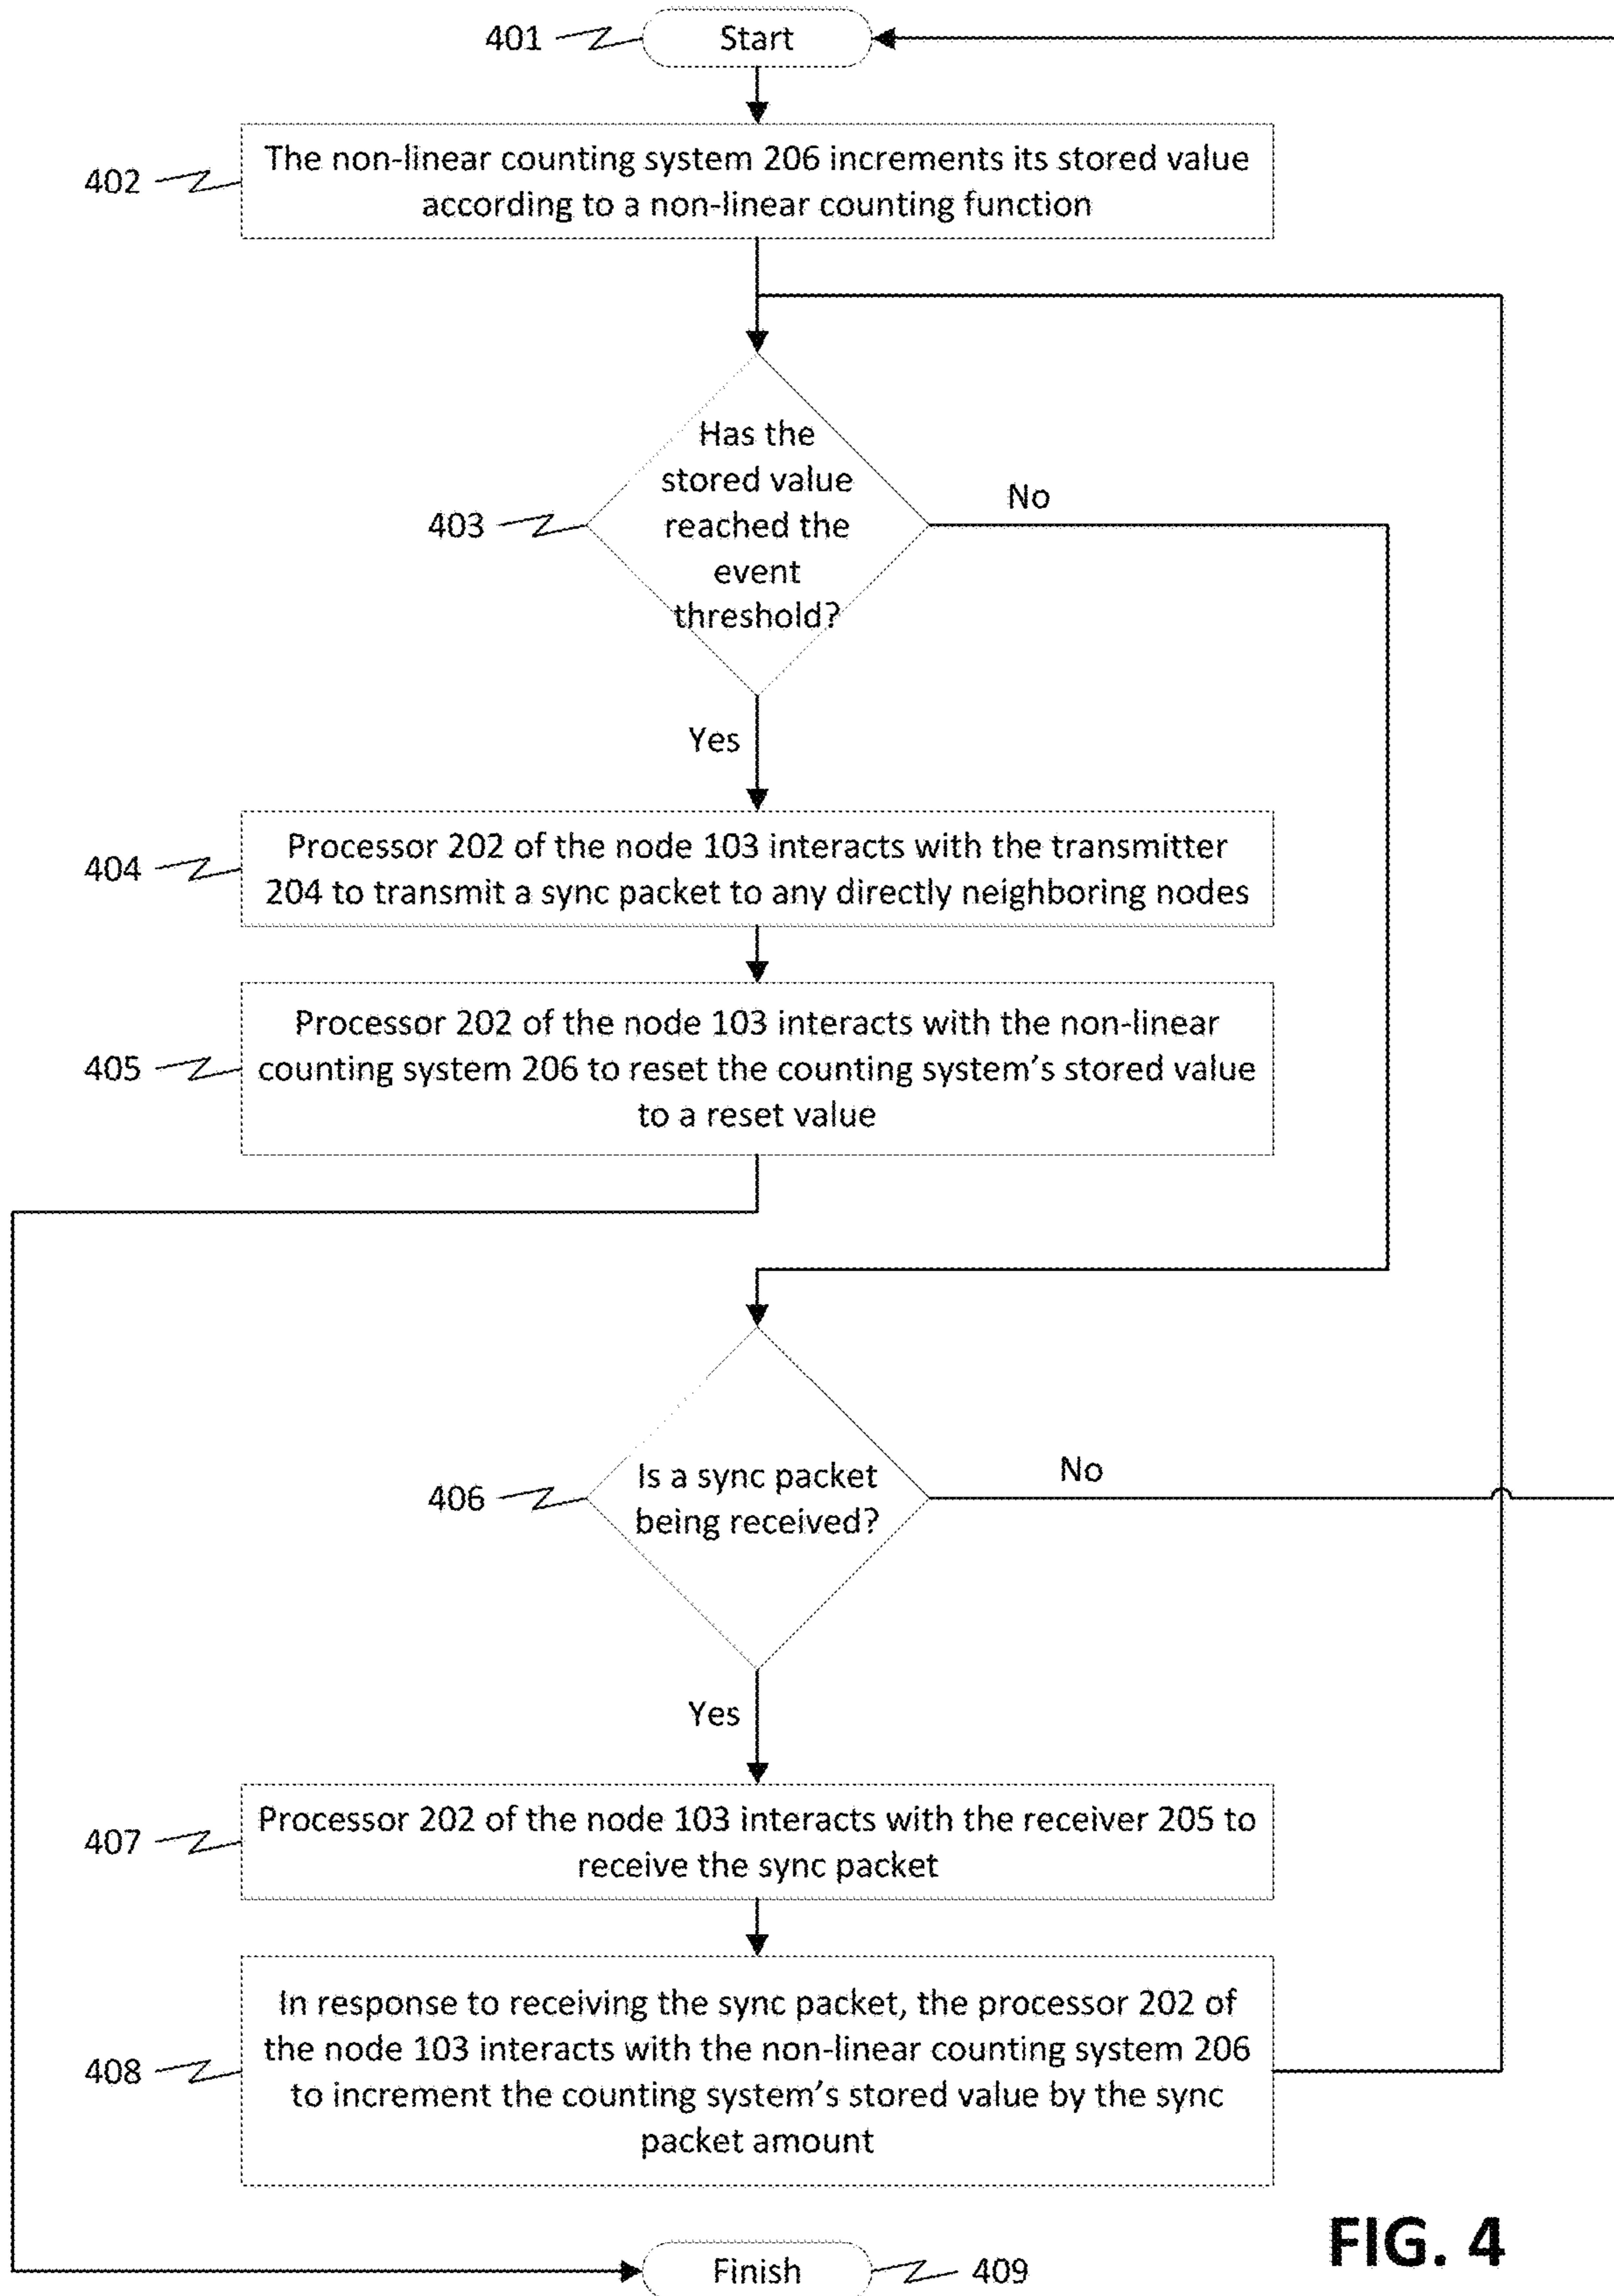 401
Start
402
The non-linear counting system 206 increments its stored value
according to a non-linear counting function
403
Has the
stored value
reached the
event
threshold?
No
Yes
404
Processor 202 of the node 103 interacts with the transmitter
204 to transmit a sync packet to any directly neighboring nodes
405
Processor 202 of the node 103 interacts with the non-linear
counting system 206 to reset the counting system's stored value
to a reset value
406
Is a sync packet
being received?
No
Yes
407
Processor 202 of the node 103 interacts with the receiver 205 to
receive the sync packet
408
In response to receiving the sync packet, the processor 202 of
the node 103 interacts with the non-linear counting system 206
to increment the counting system's stored value by the sync
packet amount
FIG. 4
Finish
409